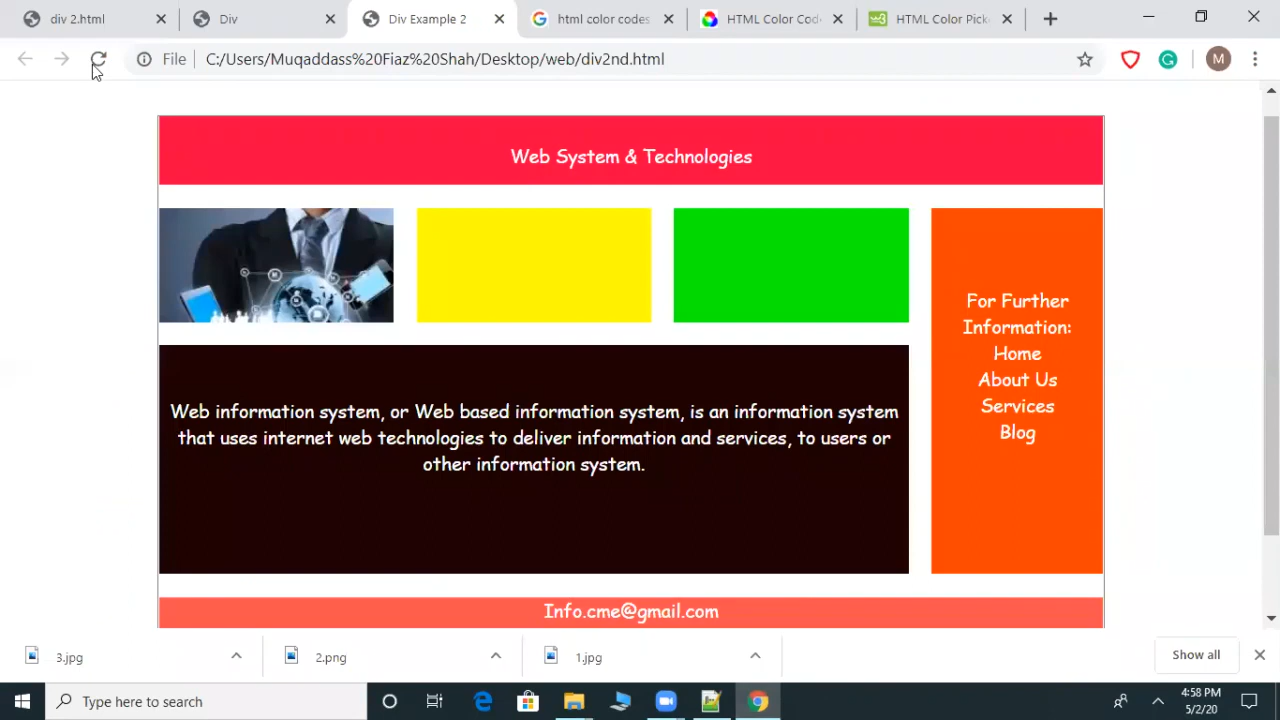 div 2.html
Div
Div Example 2
html color codes
HTML Color Cod
HTML Color Pick
File
C:/Users/Muqaddass%20Fiaz%20Shah/Desktop/web/div2nd.html
M
Web System & Technologies
For Further
Information:
Home
About Us
Services
Blog
Web information system, or Web based information system, is an information system
that uses internet web technologies to deliver information and services, to users or
other information system.
Info.cme@gmail.com
3.jpg
2.png
1.jpg
Show all
Type here to search
4:58 PM
5/2/20